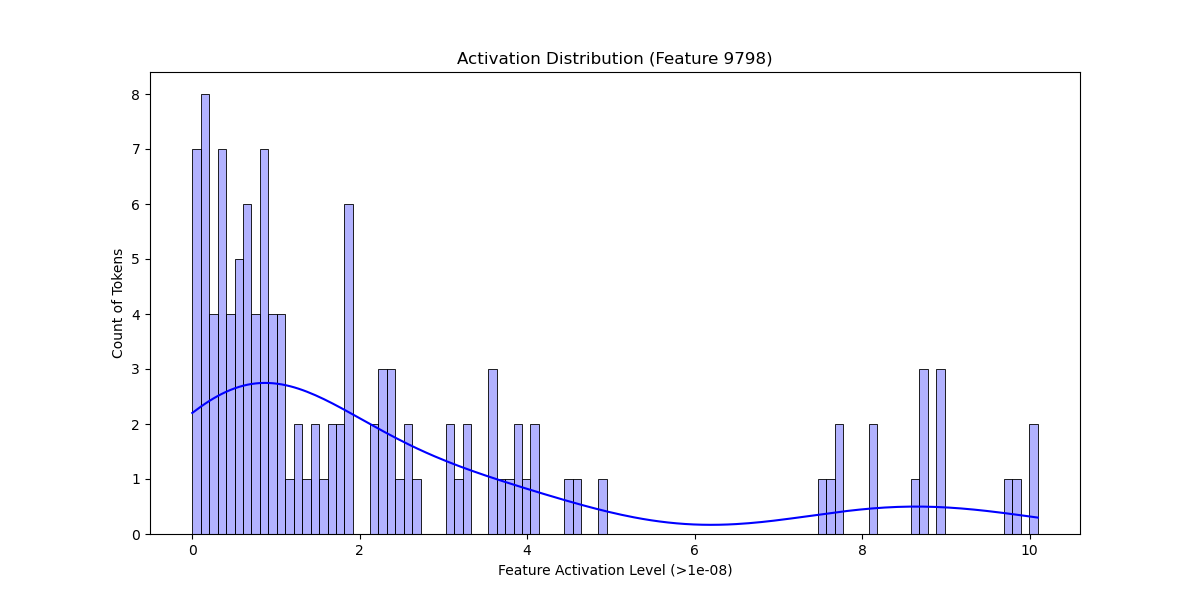 Activation Distribution (Feature 9798)
Count of Tokens
8
7
6
5
4
3
2
1
0
0 2 4 6 8 10
Feature Activation Level (>1e-08)